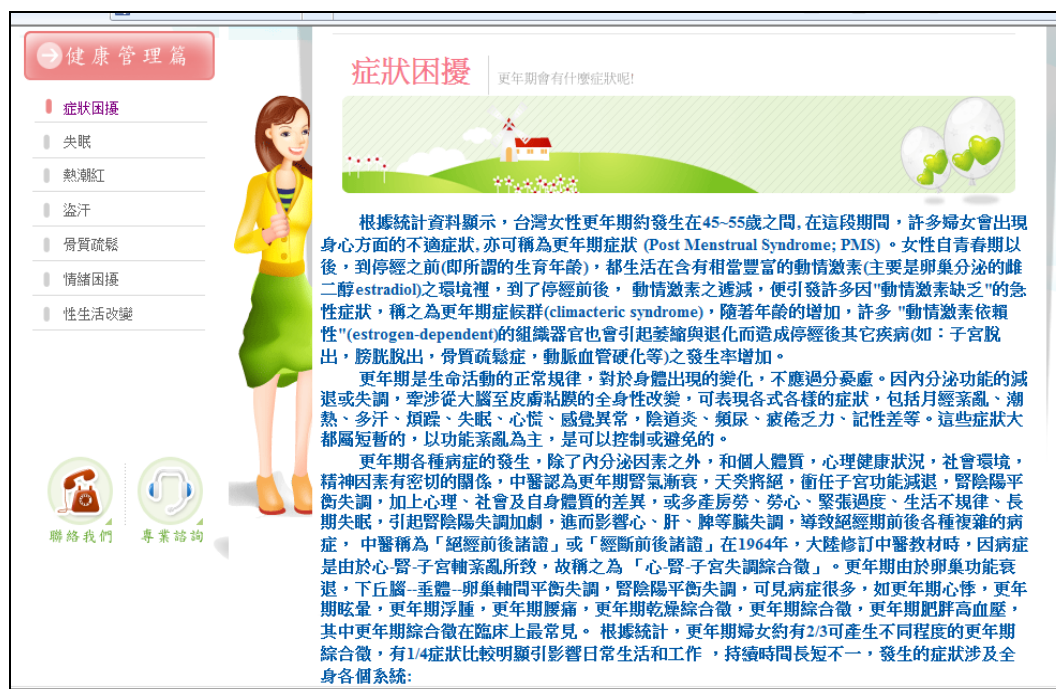 健康管理篇
症狀困擾
失眠
熱潮紅
盜汗
骨質疏鬆
情緒困擾
性生活改變
聯絡我們
專業諮詢
症狀困擾
更年期會有什麼症狀呢!
根據統計資料顯示，台灣女性更年期約發生在45~55歲之間, 在這段期間，許多婦女會出現
身心方面的不適症狀, 亦可稱為更年期症狀 (Post Menstrual Syndrome; PMS) 。女性自青春期以
後，到停經之前(即所謂的生育年齡)，都生活在含有相當豐富的動情激素(主要是卵巢分泌的雌
二醇estradiol)之環境裡，到了停經前後， 動情激素之遽減，便引發許多因"動情激素缺乏"的急
性症狀，稱之為更年期症候群(climacteric syndrome)，隨著年齡的增加，許多 "動情激素依賴
性"(estrogen-dependent)的組織器官也會引起萎縮與退化而造成停經後其它疾病(如：子宮脫
出，膀胱脫出，骨質疏鬆症，動脈血管硬化等)之發生率增加。
更年期是生命活動的正常規律，對於身體出現的變化，不應過分憂慮。因內分泌功能的減
退或失調，牽涉從大腦至皮膚粘膜的全身性改變，可表現各式各樣的症狀，包括月經紊亂、潮
熱、多汗、煩躁、失眠、心慌、感覺異常，陰道炎、頻尿、疲倦乏力、記性差等。這些症狀大
都屬短暫的，以功能紊亂為主，是可以控制或避免的。
更年期各種病症的發生，除了內分泌因素之外，和個人體質，心理健康狀況，社會環境，
精神因素有密切的關係，中醫認為更年期腎氣漸衰，天癸將絕，衝任子宮功能減退，腎陰陽平
衡失調，加上心理、社會及自身體質的差異，或多產房勞、勞心、緊張過度、生活不規律、長
期失眠，引起腎陰陽失調加劇，進而影響心、肝、脾等臟失調，導致絕經期前後各種複雜的病
症， 中醫稱為「絕經前後諸證」或「經斷前後諸證」在1964年，大陸修訂中醫教材時，因病症
是由於心-腎-子宮軸紊亂所致，故稱之為 「心-腎-子宮失調綜合徵」。更年期由於卵巢功能衰
退，下丘腦--垂體--卵巢軸間平衡失調，腎陰陽平衡失調，可見病症很多，如更年期心悸，更年
期眩暈，更年期浮腫，更年期腰痛，更年期乾燥綜合徵，更年期綜合徵，更年期肥胖高血壓，
其中更年期綜合徵在臨床上最常見。 根據統計，更年期婦女約有2/3可產生不同程度的更年期
綜合徵，有1/4症狀比較明顯引影響日常生活和工作 ，持續時間長短不一，發生的症狀涉及全
身各個系統: